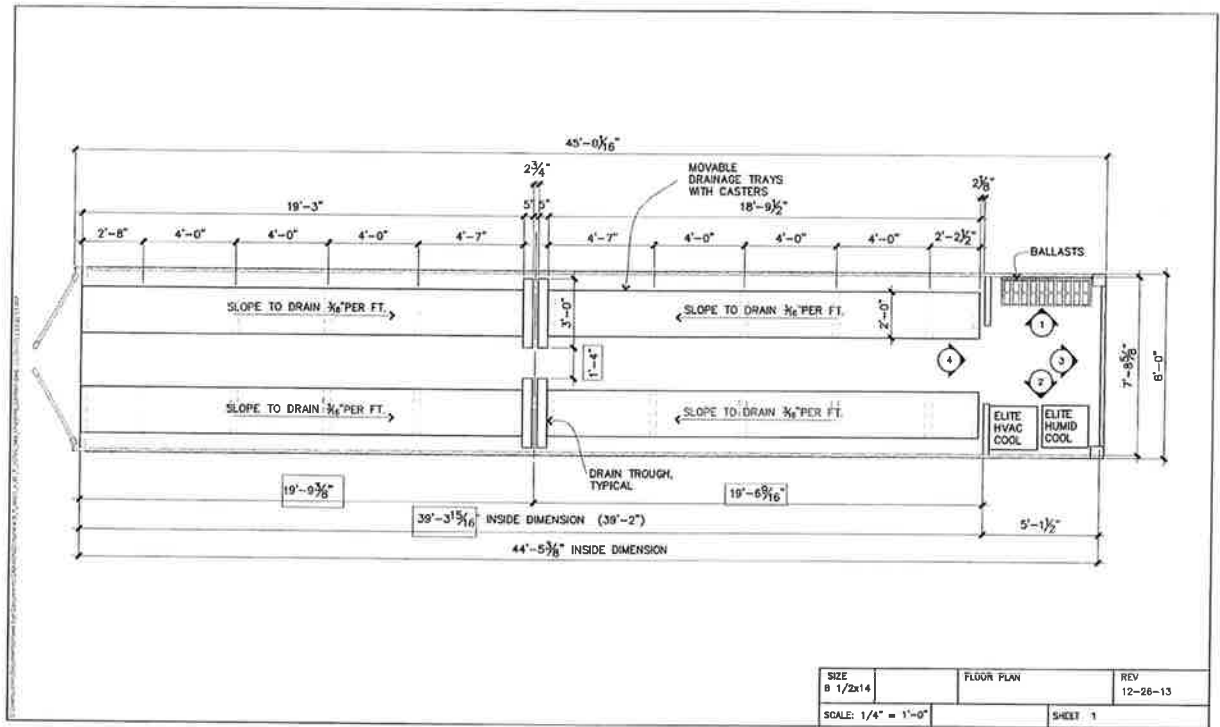 45'-0 1/16"
2 3/4"
MOVABLE
DRAINAGE TRAYS
WITH CASTERS
2 1/8"
19'-3"
5"
5"
18'-9 1/2"
2'-8"
4'-0"
4'-0"
4'-0"
4'-7"
4'-7"
4'-0"
4'-0"
4'-0"
2'-2 1/2"
BALLASTS
SLOPE TO DRAIN 3/16"PER FT.
SLOPE TO DRAIN 3/16"PER FT.
3'-0"
2'-0"
1
1'-4"
4
3
7'-8 5/8"
2
SLOPE TO DRAIN 3/16"PER FT.
SLOPE TO DRAIN 3/16"PER FT.
ELITE
HVAC
COOL
ELITE
HUMID
COOL
DRAIN TROUGH,
TYPICAL
19'-9 3/8"
19'-6 9/16"
39'-3 15/16" INSIDE DIMENSION (39'-2")
5'-1 1/2"
44'-5 3/8" INSIDE DIMENSION
SIZE
8 1/2x14
FLOOR PLAN
REV
12-26-13
SCALE: 1/4" = 1'-0"
SHEET 1